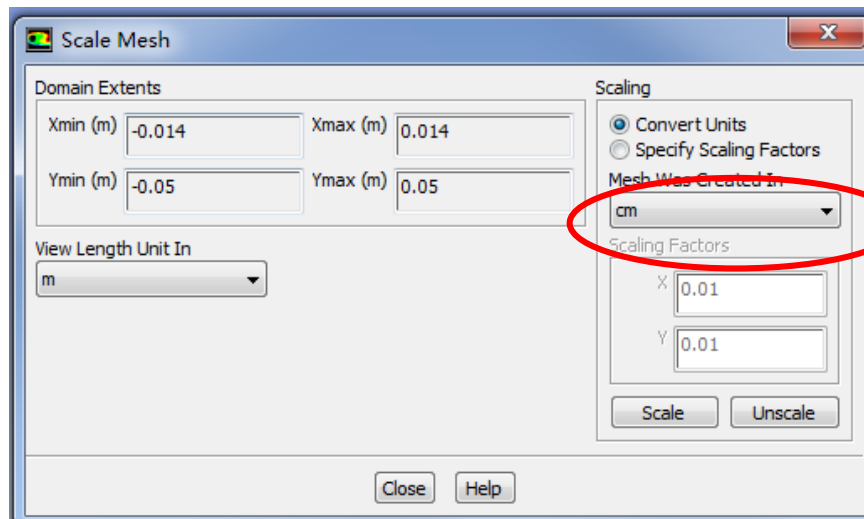 Scale Mesh
Domain Extents
Xmin (m) -0.014 Xmax (m) 0.014
Ymin (m) -0.05 Ymax (m) 0.05
View Length Unit In
m
Scaling
Convert Units
Specify Scaling Factors
Mesh Was Created In
cm
Scaling Factors
X 0.01
Y 0.01
Scale Unscale
Close Help